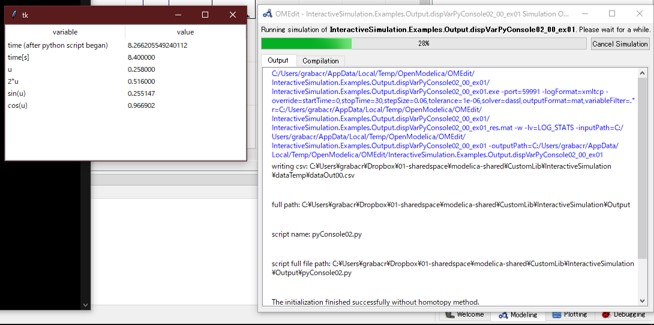 tk
variable value
time (after python script began) 8.266205549240112
time[s] 8.400000
u 0.258000
2*u 0.516000
sin(u) 0.255147
cos(u) 0.966902
OMEdit - InteractiveSimulation.Examples.Output.dispVarPyConsole02_00_ex01 Simulation O...
Running simulation of InteractiveSimulation.Examples.Output.dispVarPyConsole02_00_ex01. Please wait for a while.
28%
Cancel Simulation
Output Compilation
C:/Users/grabacr/AppData/Local/Temp/OpenModelica/OMEdit/
InteractiveSimulation.Examples.Output.dispVarPyConsole02_00_ex01/
InteractiveSimulation.Examples.Output.dispVarPyConsole02_00_ex01.exe -port=59991 -logFormat=xmltcp -
override=startTime=0,stopTime=30,stepSize=0.06,tolerance=1e-06,solver=dassl,outputFormat=mat,variableFilter=.*
r=C:/Users/grabacr/AppData/Local/Temp/OpenModelica/OMEdit/
InteractiveSimulation.Examples.Output.dispVarPyConsole02_00_ex01/
InteractiveSimulation.Examples.Output.dispVarPyConsole02_00_ex01_res.mat -w -lv=LOG_STATS -inputPath=C:/
Users/grabacr/AppData/Local/Temp/OpenModelica/OMEdit/
InteractiveSimulation.Examples.Output.dispVarPyConsole02_00_ex01 -outputPath=C:/Users/grabacr/AppData/
Local/Temp/OpenModelica/OMEdit/InteractiveSimulation.Examples.Output.dispVarPyConsole02_00_ex01
writing csv: C:¥Users¥grabacr¥Dropbox¥01-sharedspace¥modelica-shared¥CustomLib¥InteractiveSimulation
¥dataTemp¥dataOut00.csv
full path: C:¥Users¥grabacr¥Dropbox¥01-sharedspace¥modelica-shared¥CustomLib¥InteractiveSimulation¥Output
script name: pyConsole02.py
script full file path: C:¥Users¥grabacr¥Dropbox¥01-sharedspace¥modelica-shared¥CustomLib¥InteractiveSimulation
¥Output¥pyConsole02.py
The initialization finished successfully without homotopy method.
Welcome Modeling Plotting Debugging